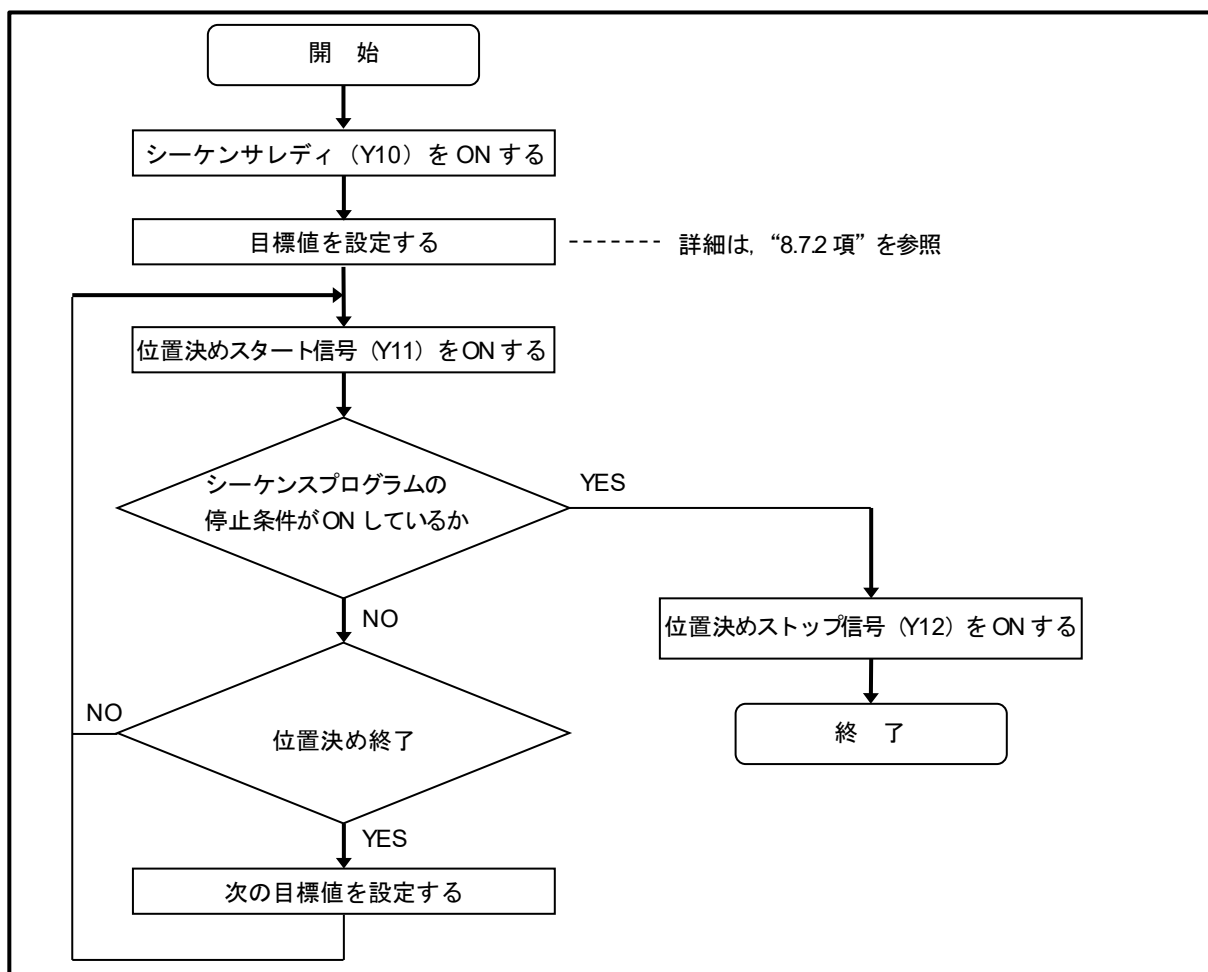 開 始
シーケンサレディ（Y10）を ON する
目標値を設定する
詳細は，“8.7.2 項”を参照
位置決めスタート信号（Y11）を ON する
シーケンスプログラムの
停止条件が ON しているか
YES
NO
位置決めストップ信号（Y12）を ON する
NO
位置決め終了
終 了
YES
次の目標値を設定する